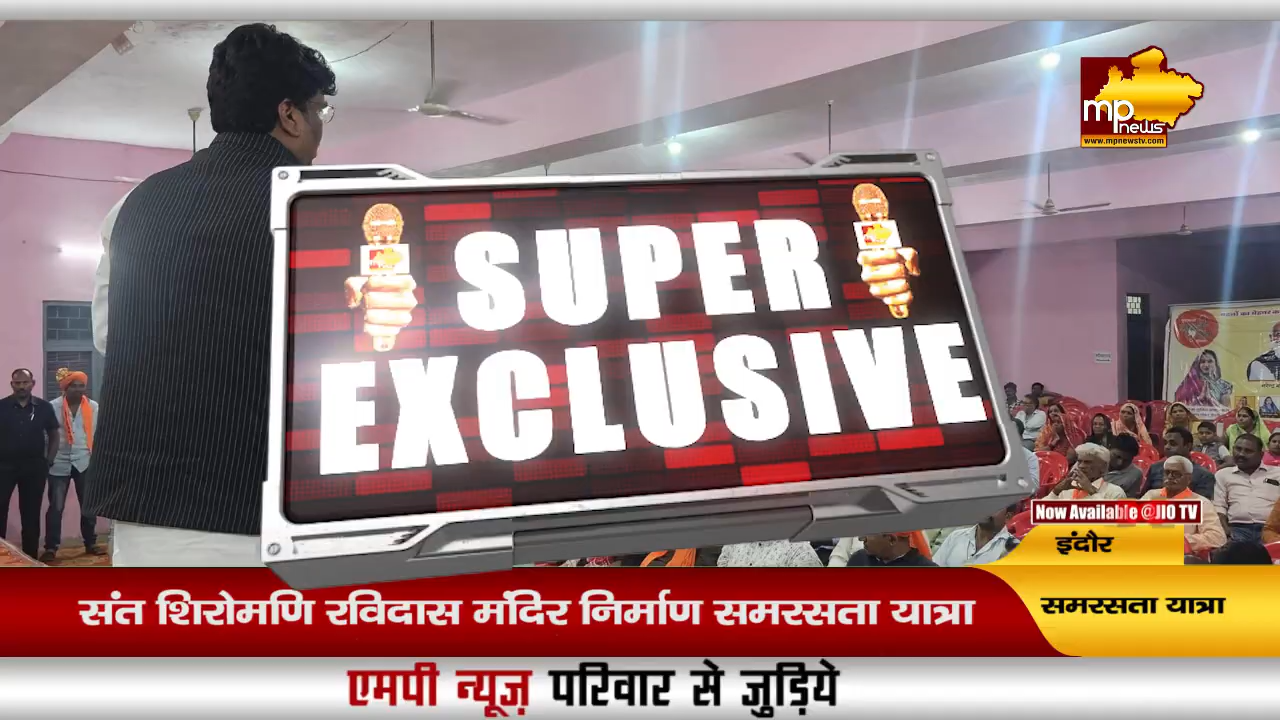 mp
news
www.mpnewstv.com
SUPER
EXCLUSIVE
Now Available @JIO TV
इंदौर
संत शिरोमणि रविदास मंदिर निर्माण समरसता यात्रा
समरसता यात्रा
एमपी न्यूज़ परिवार से जुड़िये